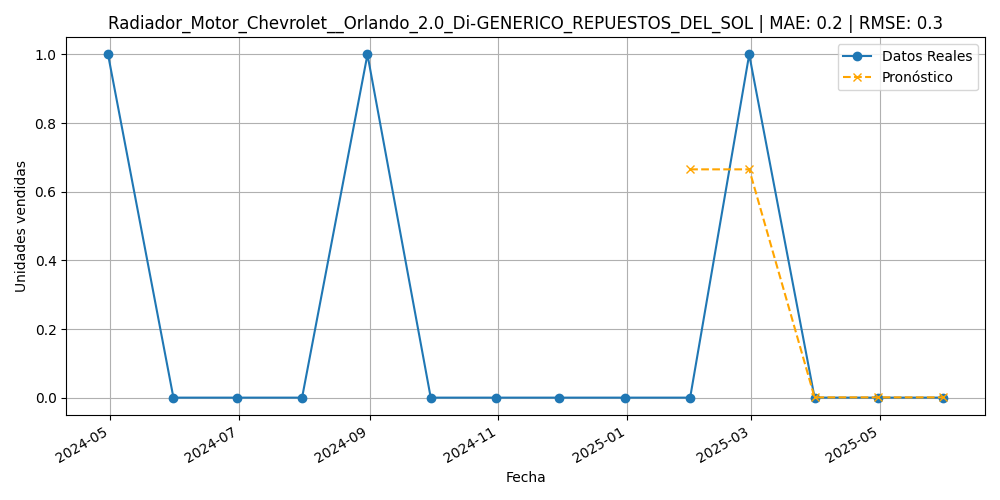 Radiador_Motor_Chevrolet__Orlando_2.0_Di-GENERICO_REPUESTOS_DEL_SOL | MAE: 0.2 | RMSE: 0.3
Datos Reales
Pronóstico
Unidades vendidas
1.0
0.8
0.6
0.4
0.2
0.0
2024-05
2024-07
2024-09
2024-11
2025-01
2025-03
2025-05
Fecha